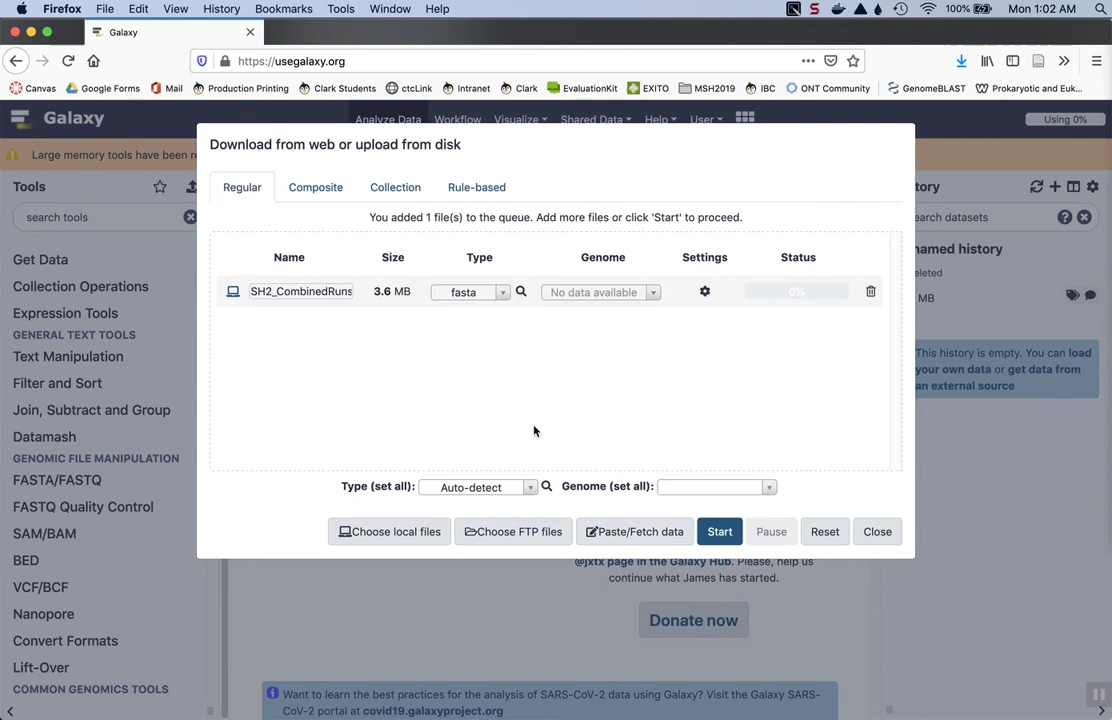 Firefox File Edit View History Bookmarks Tools Window Help 100% Mon 1:02 AM
Galaxy
https://usegalaxy.org
Canvas Google Forms Mail Production Printing Clark Students ctcLink Intranet Clark EvaluationKit EXITO MSH2019 IBC ONT Community GenomeBLAST Prokaryotic and Euk...
Galaxy Analyze Data Workflow Visualize Shared Data Help User Using 0%
Large memory tools have been re
Download from web or upload from disk
Tools
Regular Composite Collection Rule-based
search tools
You added 1 file(s) to the queue. Add more files or click 'Start' to proceed.
earch datasets
named history
Name Size Type Genome Settings Status
Get Data
eleted
Collection Operations
SH2_CombinedRuns 3.6 MB fasta No data available 0%
MB
Expression Tools
GENERAL TEXT TOOLS
Text Manipulation
This history is empty. You can load
your own data or get data from
an external source
Filter and Sort
Join, Subtract and Group
Datamash
GENOMIC FILE MANIPULATION
FASTA/FASTQ
Type (set all): Auto-detect Genome (set all):
FASTQ Quality Control
SAM/BAM
Choose local files Choose FTP files Paste/Fetch data Start Pause Reset Close
BED
@jxtx page in the Galaxy Hub. Please, help us
continue what James has started.
VCF/BCF
Nanopore
Donate now
Convert Formats
Lift-Over
COMMON GENOMICS TOOLS
Want to learn the best practices for the analysis of SARS-CoV-2 data using Galaxy? Visit the Galaxy SARS-
CoV-2 portal at covid19.galaxyproject.org